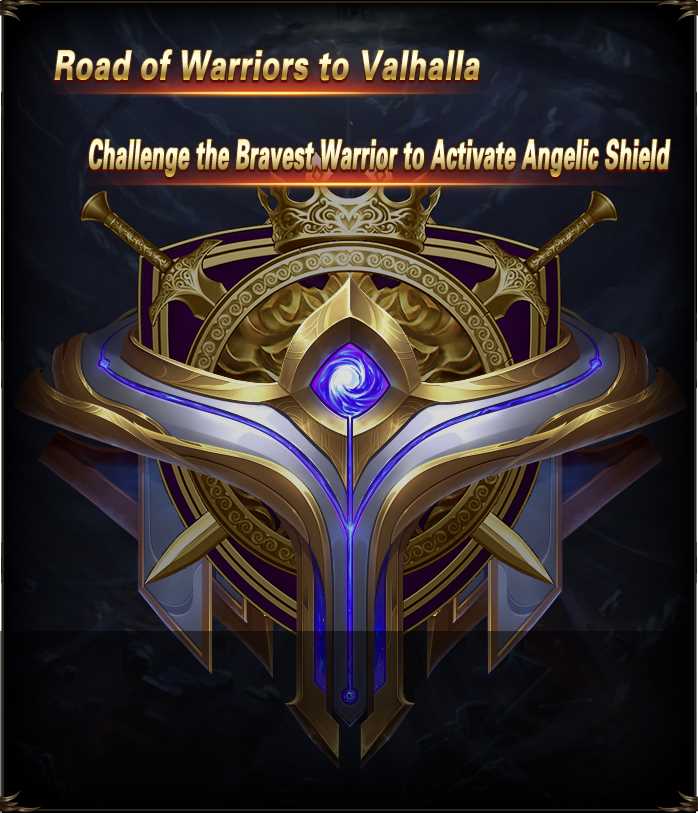 Road of Warriors to Valhalla
Challenge the Bravest Warrior to Activate Angelic Shield